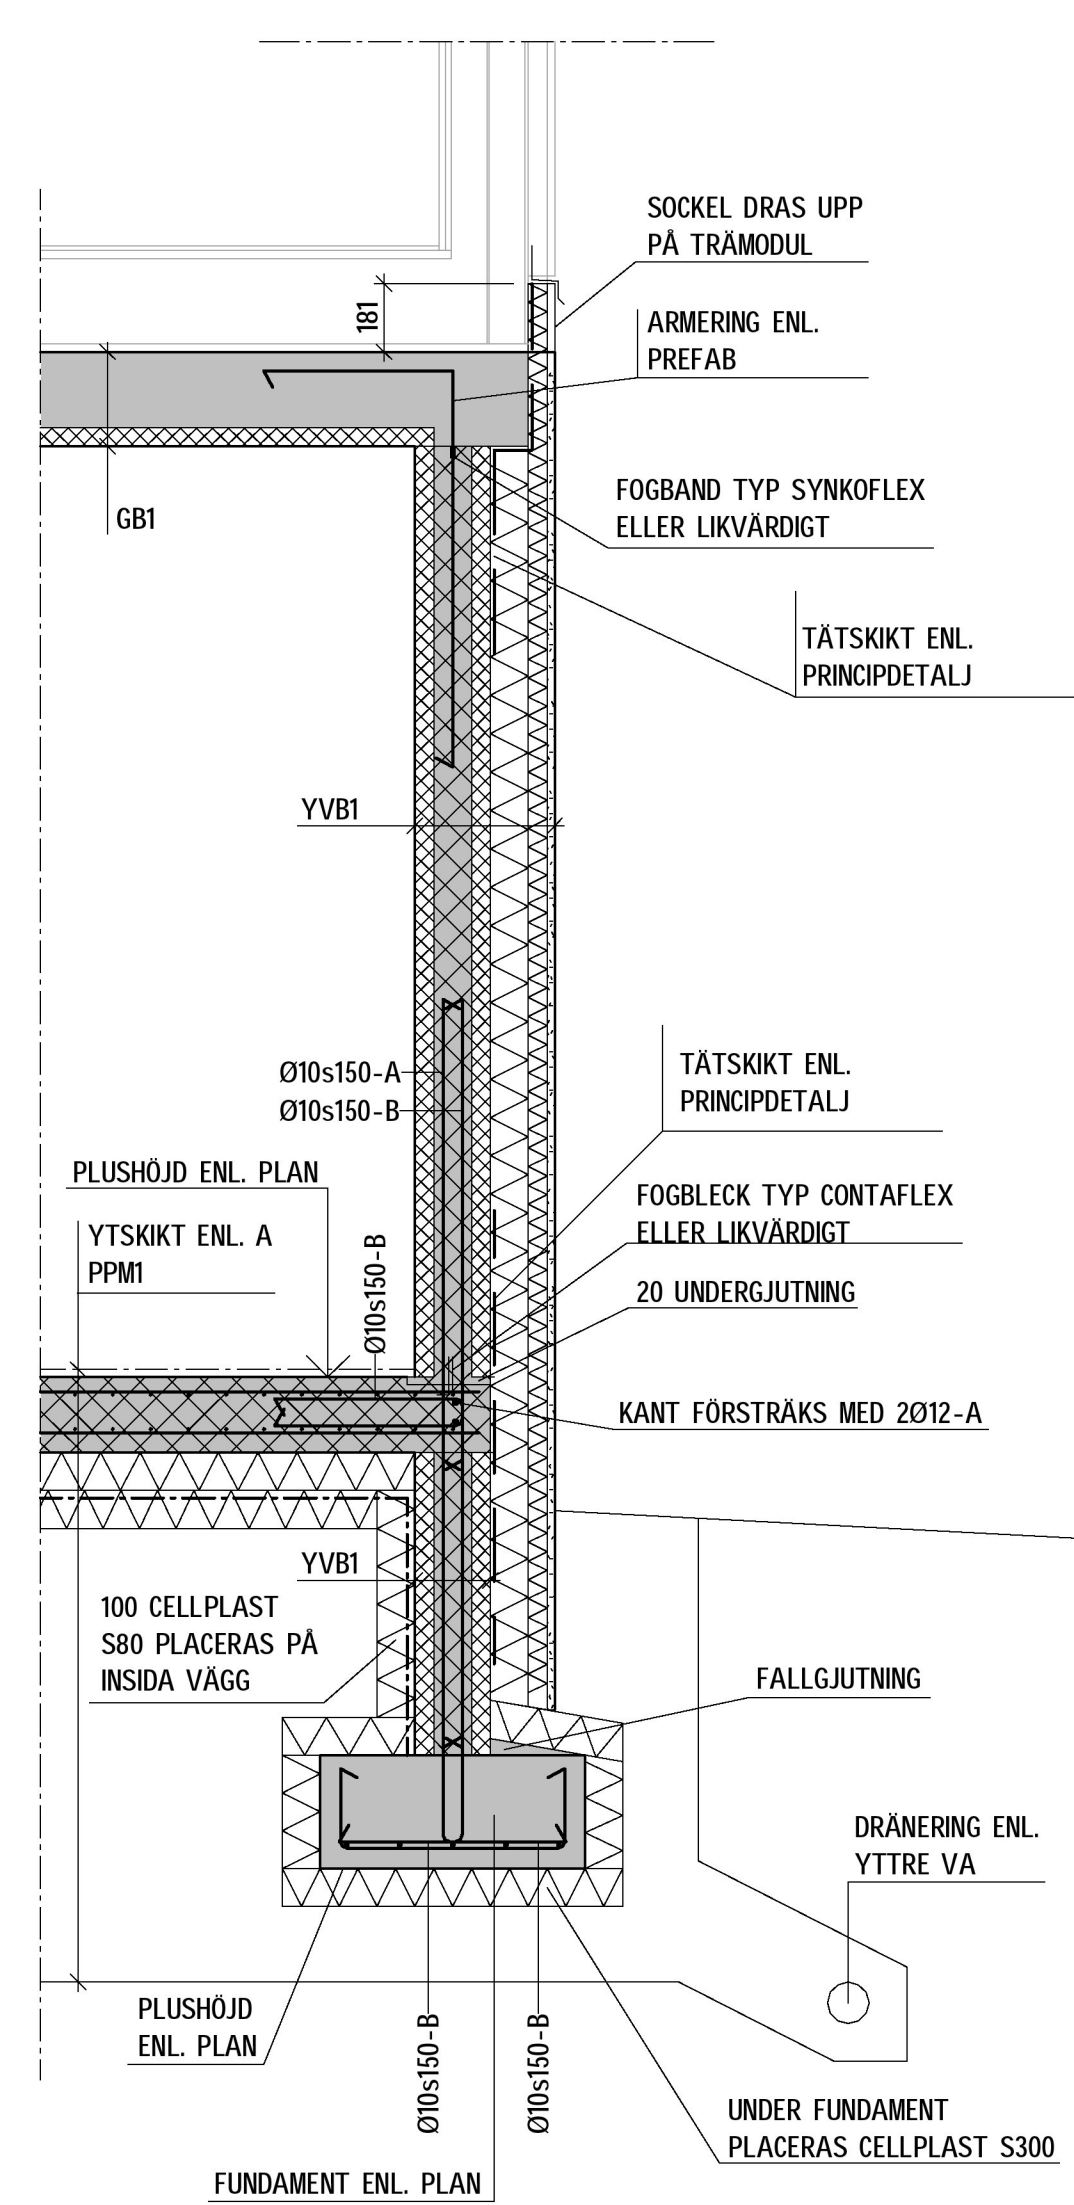 SOCKEL DRAS UPP
PÅ TRÄMODUL
181
ARMERING ENL.
PREFAB
FOGBAND TYP SYNKOFLEX
ELLER LIKVÄRDIGT
GB1
TÄTSKIKT ENL.
PRINCIPDETALJ
YVB1
Ø10s150-A
Ø10s150-B
TÄTSKIKT ENL.
PRINCIPDETALJ
PLUSHÖJD ENL. PLAN
FOGBLECK TYP CONTAFLEX
ELLER LIKVÄRDIGT
YTSKIKT ENL. A
PPM1
Ø10s150-B
20 UNDERGJUTNING
KANT FÖRSTRÄKS MED 2Ø12-A
YVB1
100 CELLPLAST
S80 PLACERAS PÅ
INSIDA VÄGG
FALLGJUTNING
DRÄNERING ENL.
YTTRE VA
PLUSHÖJD
ENL. PLAN
Ø10s150-B
Ø10s150-B
UNDER FUNDAMENT
PLACERAS CELLPLAST S300
FUNDAMENT ENL. PLAN